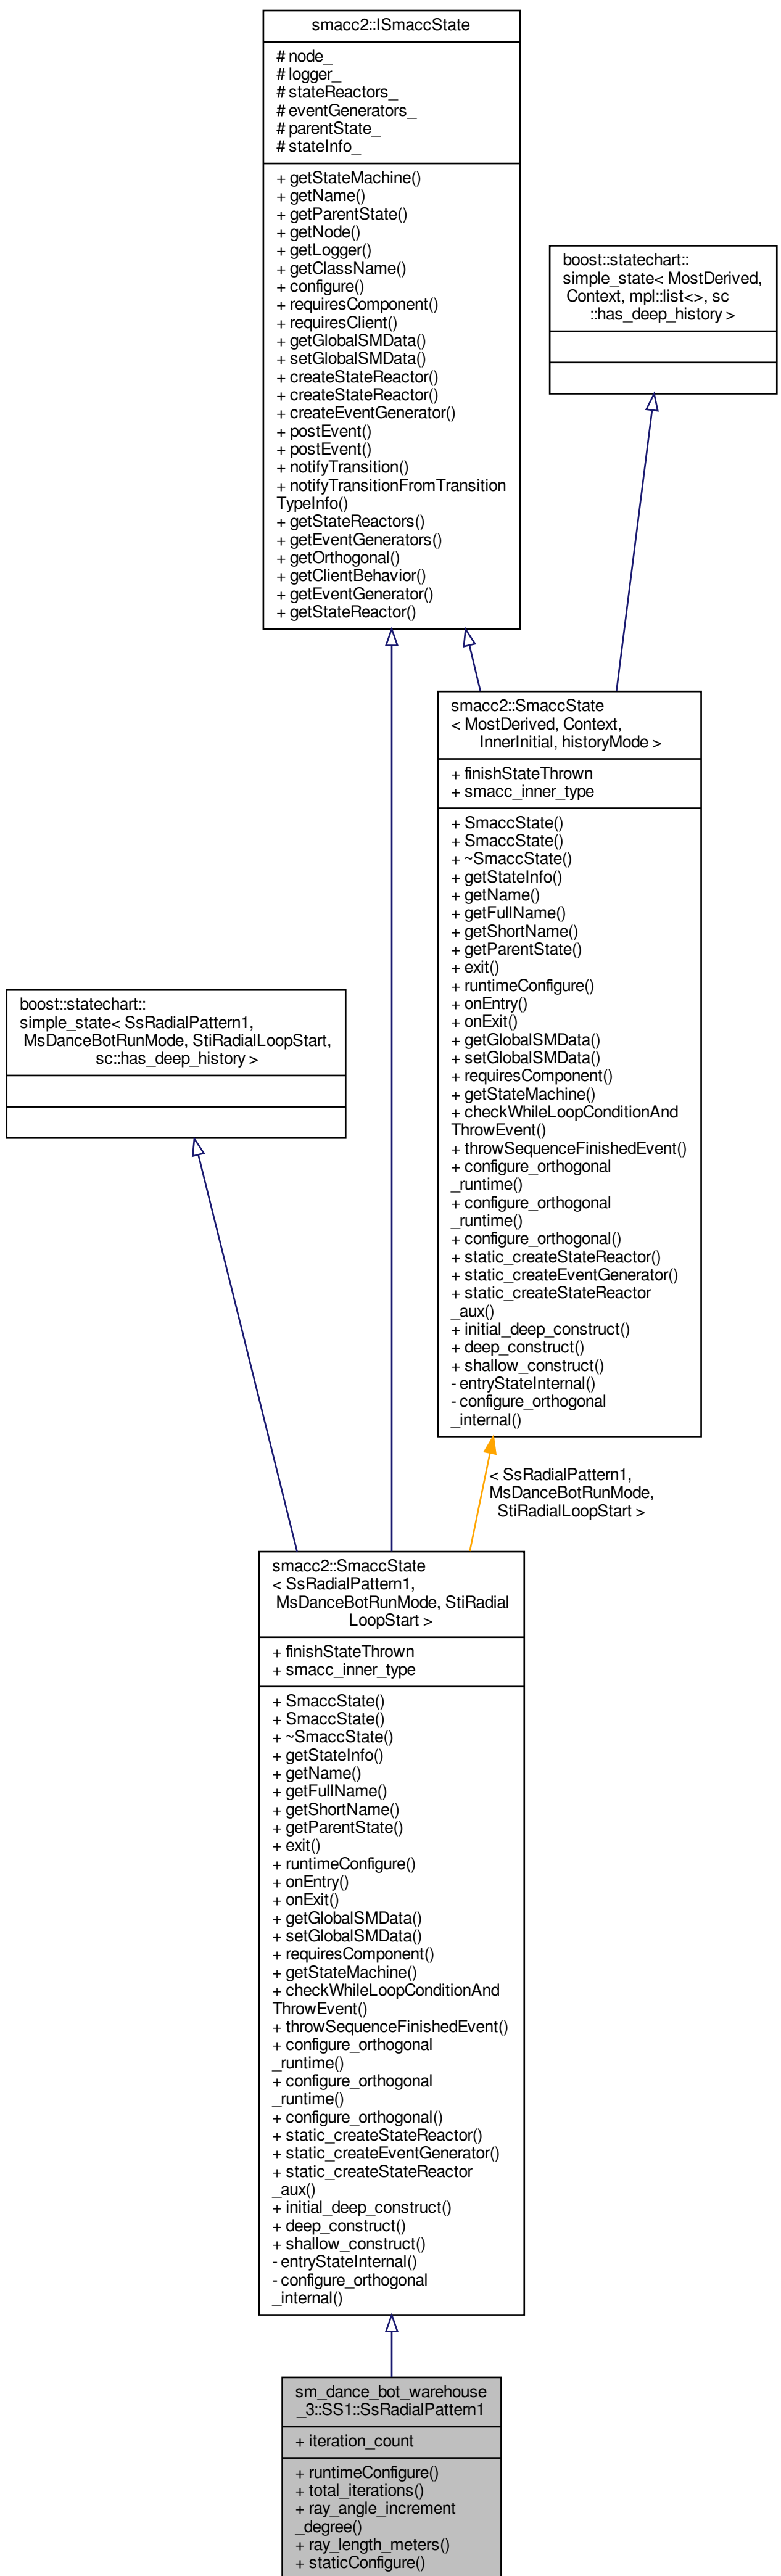 smacc2::ISmaccState
# node_
# logger_
# stateReactors_
# eventGenerators_
# parentState_
# stateInfo_
+ getStateMachine()
+ getName()
+ getParentState()
+ getNode()
+ getLogger()
+ getClassName()
+ configure()
+ requiresComponent()
+ requiresClient()
+ getGlobalSMData()
+ setGlobalSMData()
+ createStateReactor()
+ createStateReactor()
+ createEventGenerator()
+ postEvent()
+ postEvent()
+ notifyTransition()
+ notifyTransitionFromTransition
TypeInfo()
+ getStateReactors()
+ getEventGenerators()
+ getOrthogonal()
+ getClientBehavior()
+ getEventGenerator()
+ getStateReactor()
boost::statechart::
simple_state< MostDerived,
Context, mpl::list<>, sc
::has_deep_history >
smacc2::SmaccState
< MostDerived, Context,
InnerInitial, historyMode >
+ finishStateThrown
+ smacc_inner_type
+ SmaccState()
+ SmaccState()
+ ~SmaccState()
+ getStateInfo()
+ getName()
+ getFullName()
+ getShortName()
+ getParentState()
+ exit()
+ runtimeConfigure()
+ onEntry()
+ onExit()
+ getGlobalSMData()
+ setGlobalSMData()
+ requiresComponent()
+ getStateMachine()
+ checkWhileLoopConditionAnd
ThrowEvent()
+ throwSequenceFinishedEvent()
+ configure_orthogonal
_runtime()
+ configure_orthogonal
_runtime()
+ configure_orthogonal()
+ static_createStateReactor()
+ static_createEventGenerator()
+ static_createStateReactor
_aux()
+ initial_deep_construct()
+ deep_construct()
+ shallow_construct()
- entryStateInternal()
- configure_orthogonal
_internal()
boost::statechart::
simple_state< SsRadialPattern1,
MsDanceBotRunMode, StiRadialLoopStart,
sc::has_deep_history >
< SsRadialPattern1,
MsDanceBotRunMode,
StiRadialLoopStart >
smacc2::SmaccState
< SsRadialPattern1,
MsDanceBotRunMode, StiRadial
LoopStart >
+ finishStateThrown
+ smacc_inner_type
+ SmaccState()
+ SmaccState()
+ ~SmaccState()
+ getStateInfo()
+ getName()
+ getFullName()
+ getShortName()
+ getParentState()
+ exit()
+ runtimeConfigure()
+ onEntry()
+ onExit()
+ getGlobalSMData()
+ setGlobalSMData()
+ requiresComponent()
+ getStateMachine()
+ checkWhileLoopConditionAnd
ThrowEvent()
+ throwSequenceFinishedEvent()
+ configure_orthogonal
_runtime()
+ configure_orthogonal
_runtime()
+ configure_orthogonal()
+ static_createStateReactor()
+ static_createEventGenerator()
+ static_createStateReactor
_aux()
+ initial_deep_construct()
+ deep_construct()
+ shallow_construct()
- entryStateInternal()
- configure_orthogonal
_internal()
sm_dance_bot_warehouse
_3::SS1::SsRadialPattern1
+ iteration_count
+ runtimeConfigure()
+ total_iterations()
+ ray_angle_increment
_degree()
+ ray_length_meters()
+ staticConfigure()